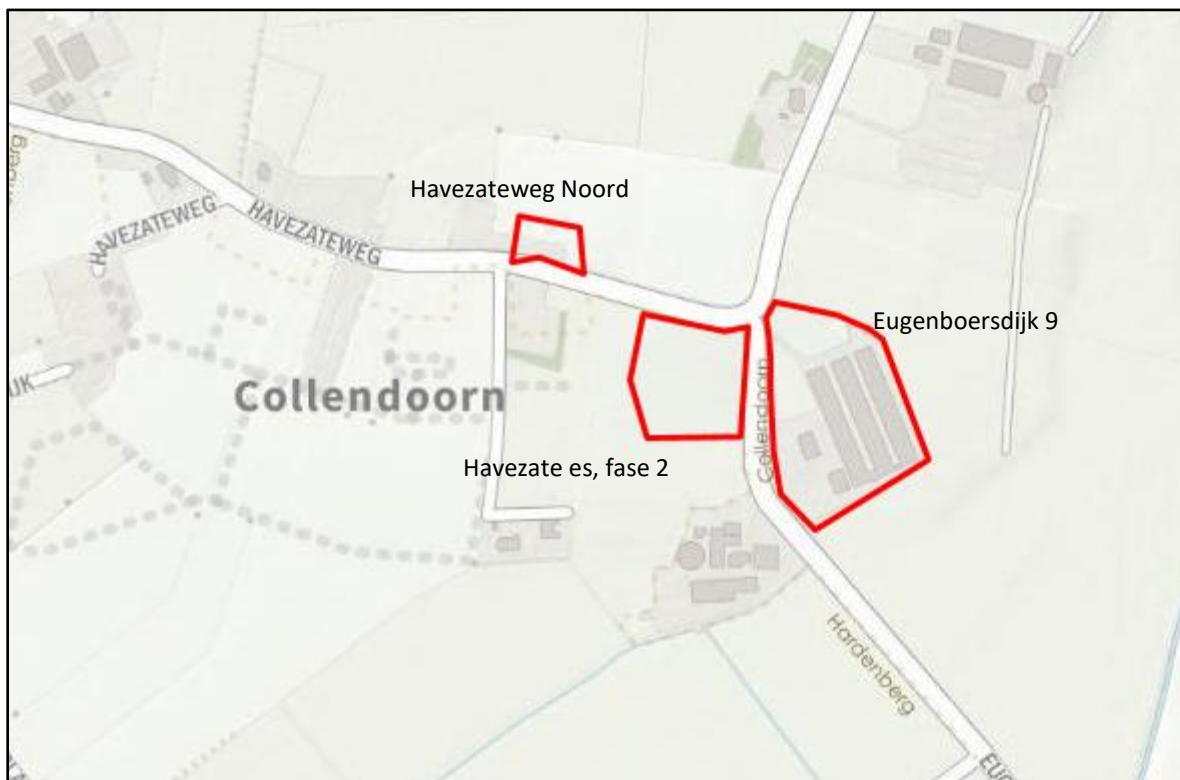 Havezateweg Noord
HAVEZATEWEG
HAVEZATEWEG
Eugenboersdijk 9
Collendoorn
Collendoorn
Havezate es, fase 2
Hardenberg